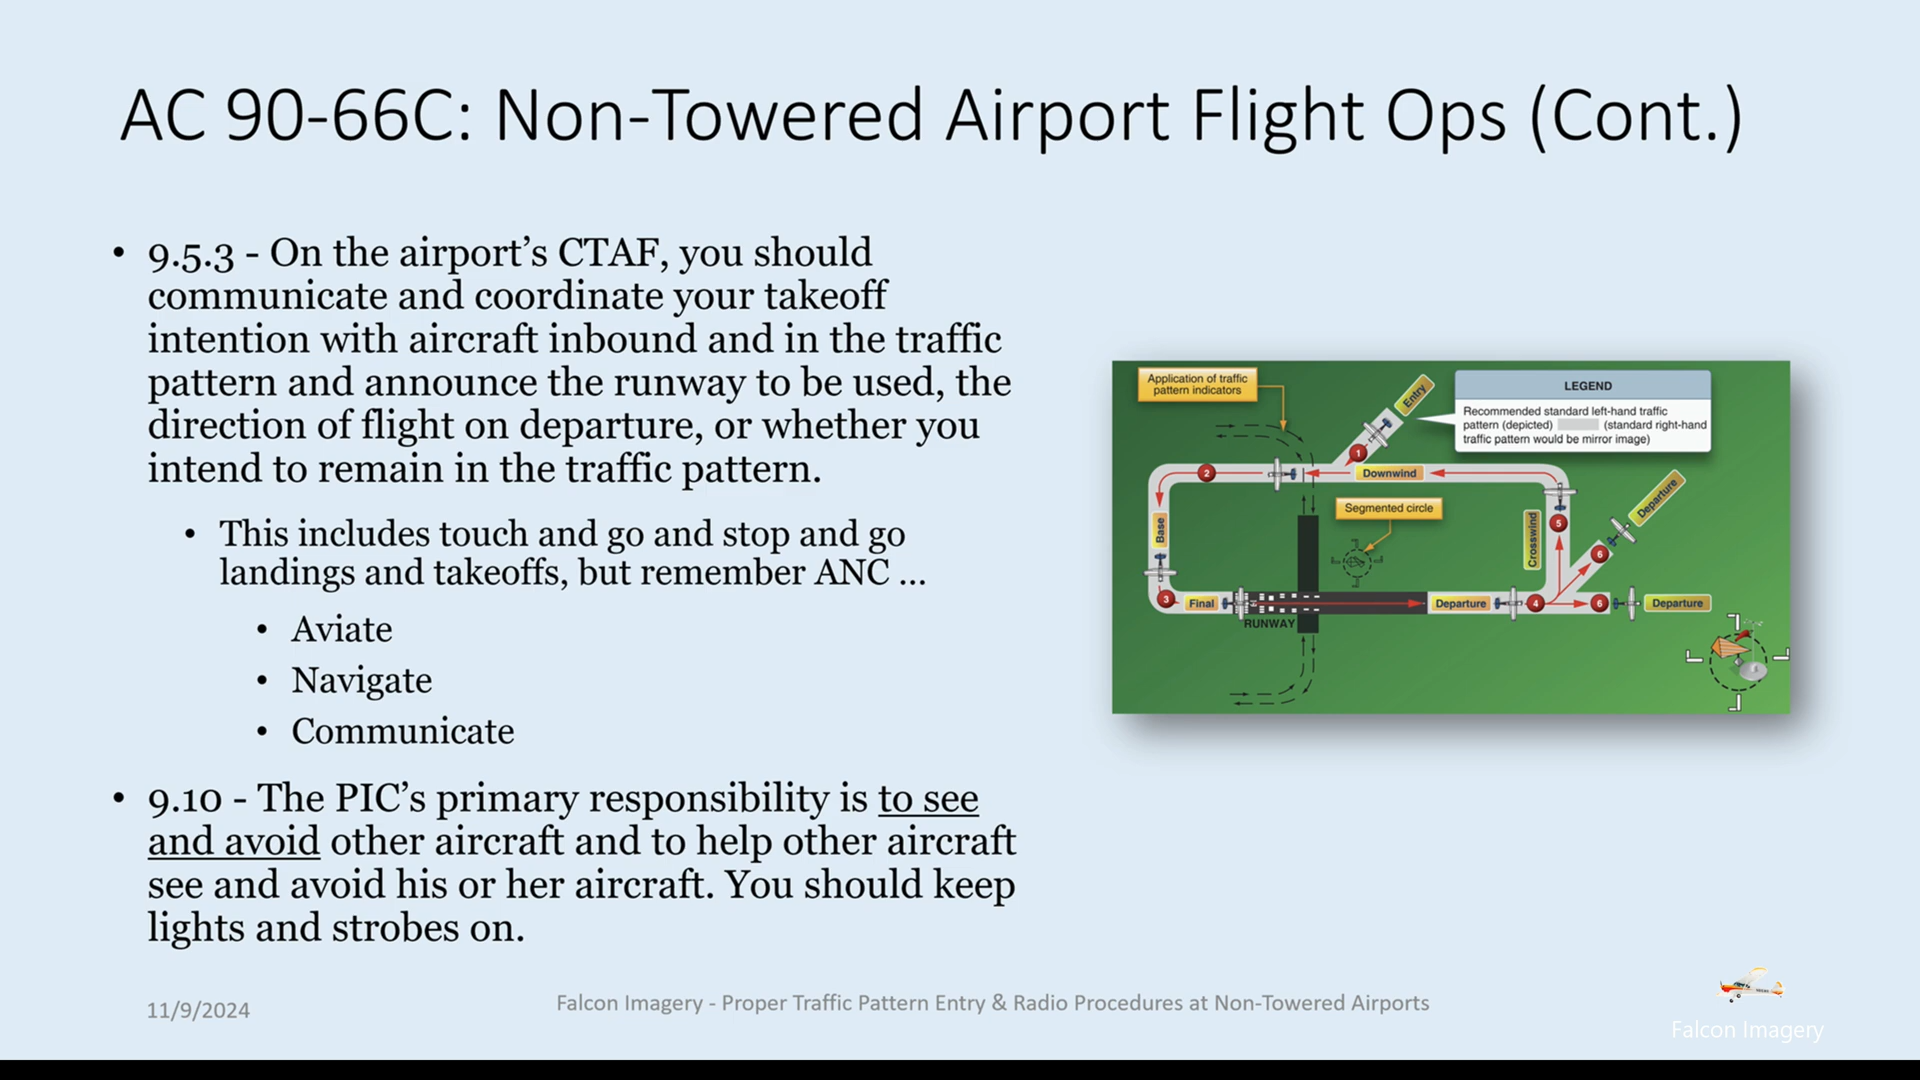 AC 90-66C: Non-Towered Airport Flight Ops (Cont.)
• 9.5.3 - On the airport’s CTAF, you should
communicate and coordinate your takeoff
intention with aircraft inbound and in the traffic
pattern and announce the runway to be used, the
direction of flight on departure, or whether you
intend to remain in the traffic pattern.
• This includes touch and go and stop and go
landings and takeoffs, but remember ANC ...
• Aviate
• Navigate
• Communicate
• 9.10 - The PIC’s primary responsibility is to see
and avoid other aircraft and to help other aircraft
see and avoid his or her aircraft. You should keep
lights and strobes on.
Application of traffic
pattern indicators
Entry
LEGEND
Recommended standard left-hand traffic
pattern (depicted) (standard right-hand
traffic pattern would be mirror image)
1
2
Downwind
Departure
Segmented circle
Base
Crosswind
5
6
3
Final
Departure
4
6
Departure
RUNWAY
11/9/2024
Falcon Imagery - Proper Traffic Pattern Entry & Radio Procedures at Non-Towered Airports
Falcon Imagery